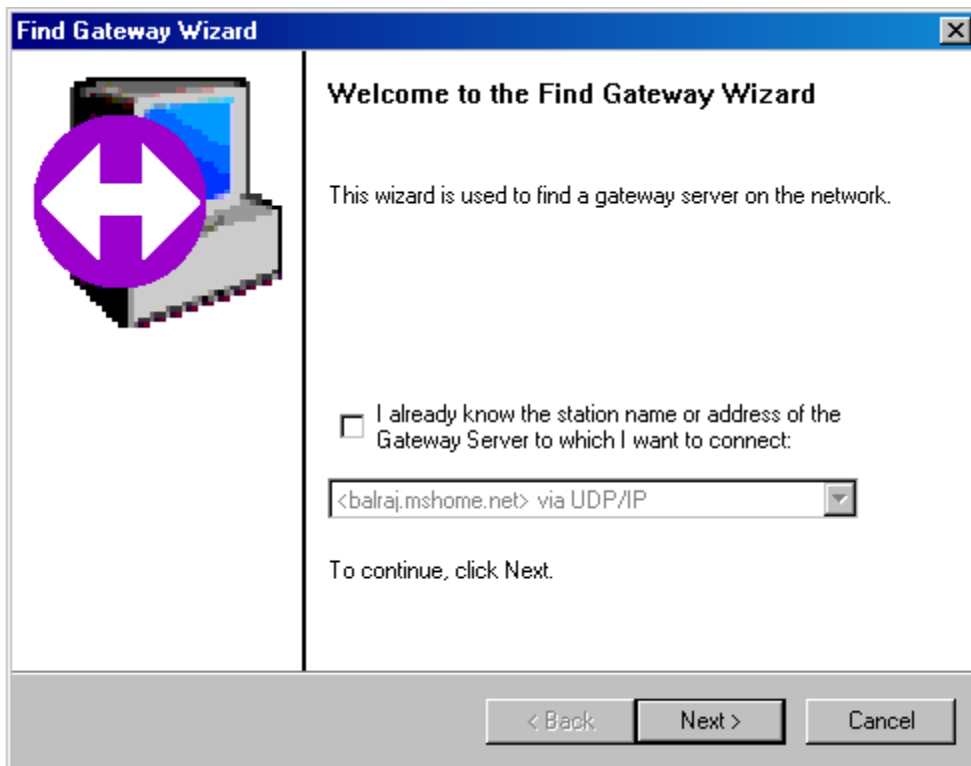 Find Gateway Wizard
Welcome to the Find Gateway Wizard
This wizard is used to find a gateway server on the network.
I already know the station name or address of the
Gateway Server to which I want to connect:
<balraj.mshome.net> via UDP/IP
To continue, click Next.
< Back
Next >
Cancel